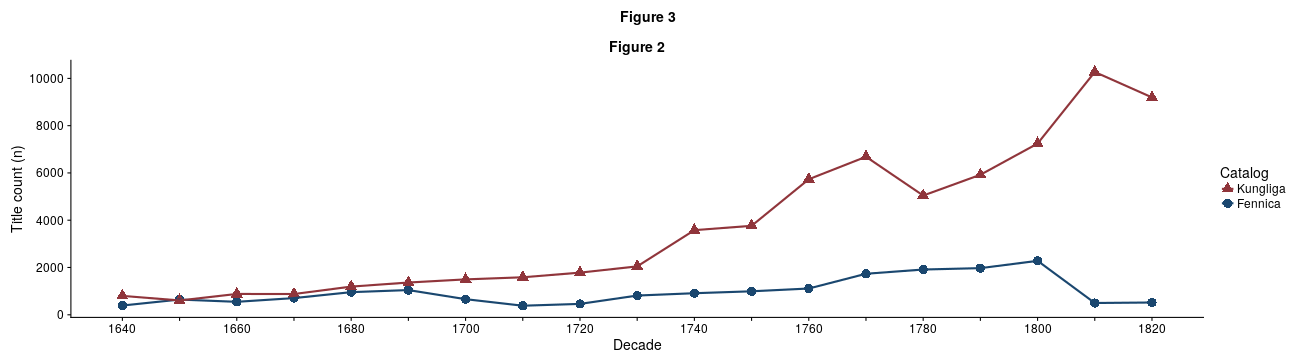 Figure 3
Figure 2
Title count (n)
10000
8000
6000
4000
2000
0
1640
1660
1680
1700
1720
1740
1760
1780
1800
1820
Decade
Catalog
Kungliga
Fennica